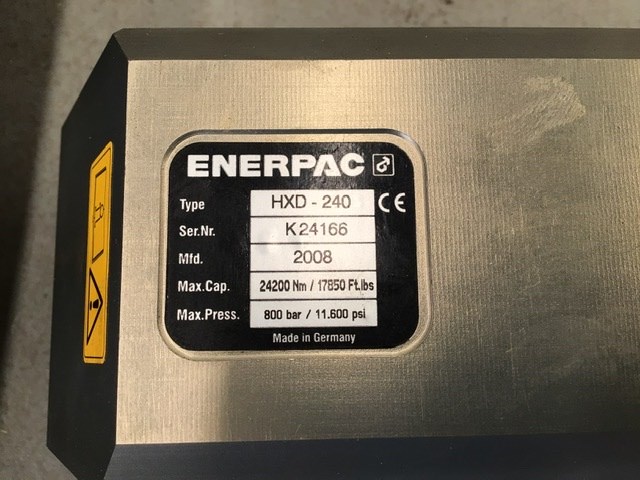 ENERPAC
Type HXD - 240 CE
Ser.Nr. K24166
Mfd. 2008
Max.Cap. 24200 Nm / 17850 Ft.lbs
Max.Press. 800 bar / 11.600 psi
Made in Germany